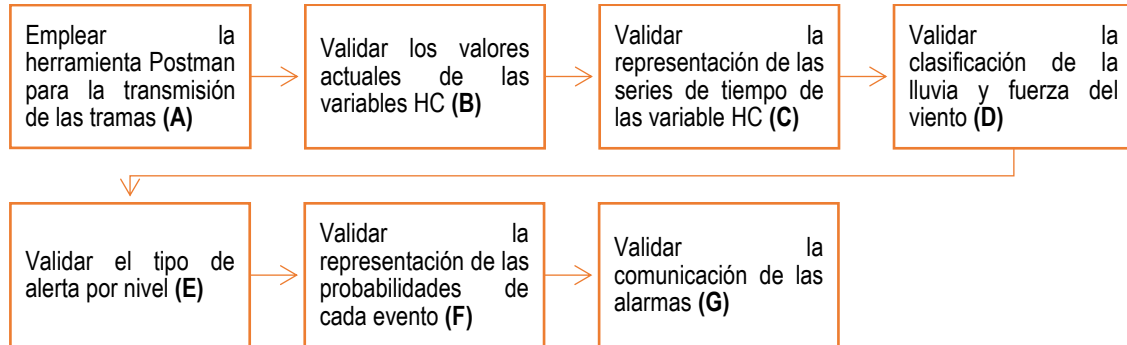 Emplear la
herramienta Postman
para la transmisión
de las tramas (A)
Validar los valores
actuales de las
variables HC (B)
Validar la
representación de las
series de tiempo de
las variable HC (C)
Validar la
clasificación de la
lluvia y fuerza del
viento (D)
Validar el tipo de
alerta por nivel (E)
Validar la
representación de las
probabilidades de
cada evento (F)
Validar la
comunicación de las
alarmas (G)